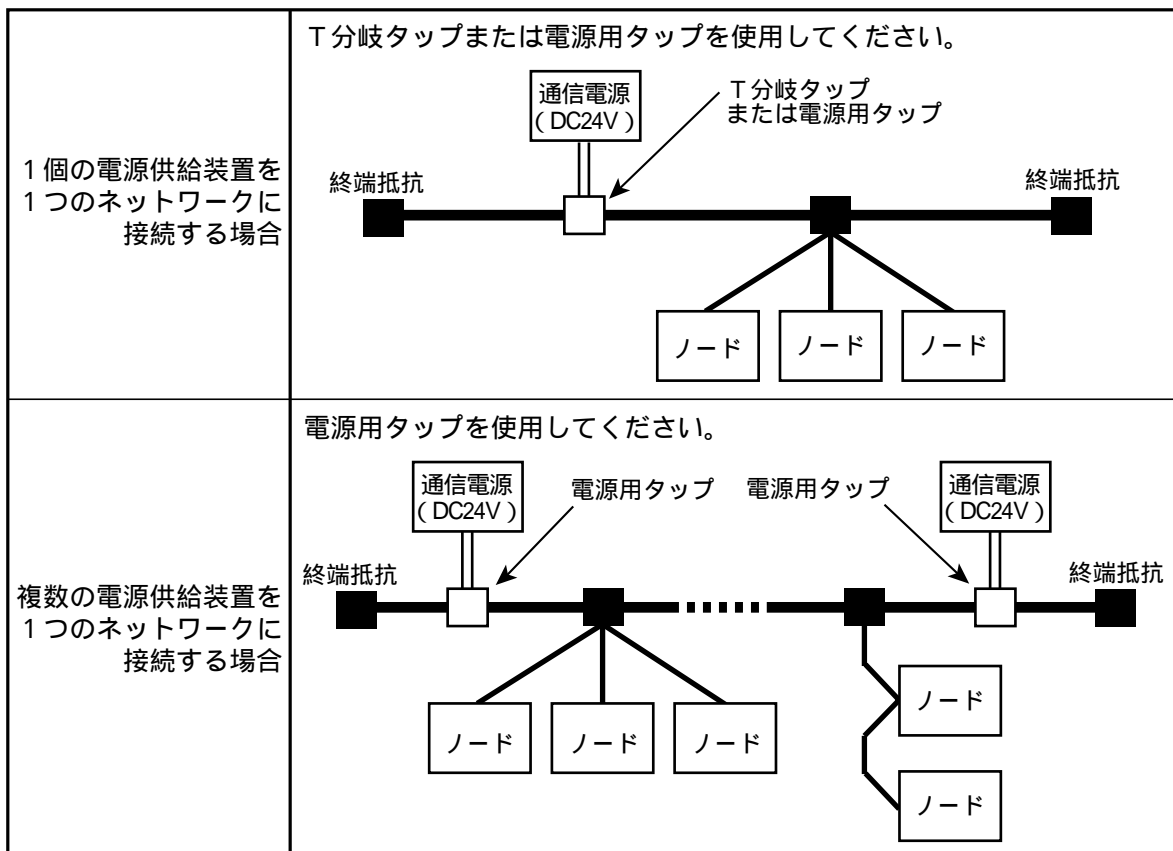 1個の電源供給装置を
1つのネットワークに
接続する場合
T分岐タップまたは電源用タップを使用してください。
通信電源
(DC24V)
T分岐タップ
または電源用タップ
終端抵抗
終端抵抗
ノード
ノード
ノード
複数の電源供給装置を
1つのネットワークに
接続する場合
電源用タップを使用してください。
通信電源
(DC24V)
電源用タップ
電源用タップ
通信電源
(DC24V)
終端抵抗
終端抵抗
ノード
ノード
ノード
ノード
ノード